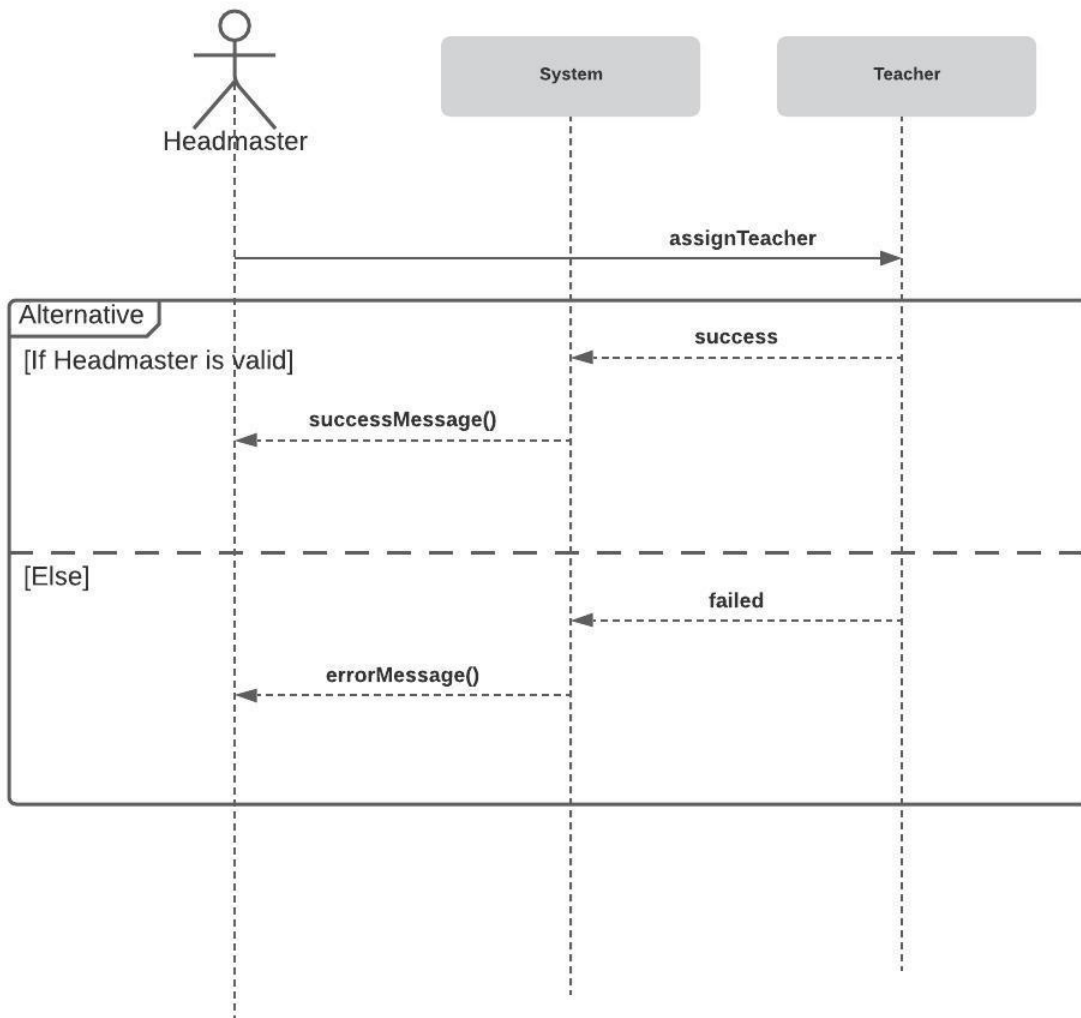 System
Teacher
Headmaster
assignTeacher
Alternative
success
[If Headmaster is valid]
successMessage()
[Else]
failed
errorMessage()